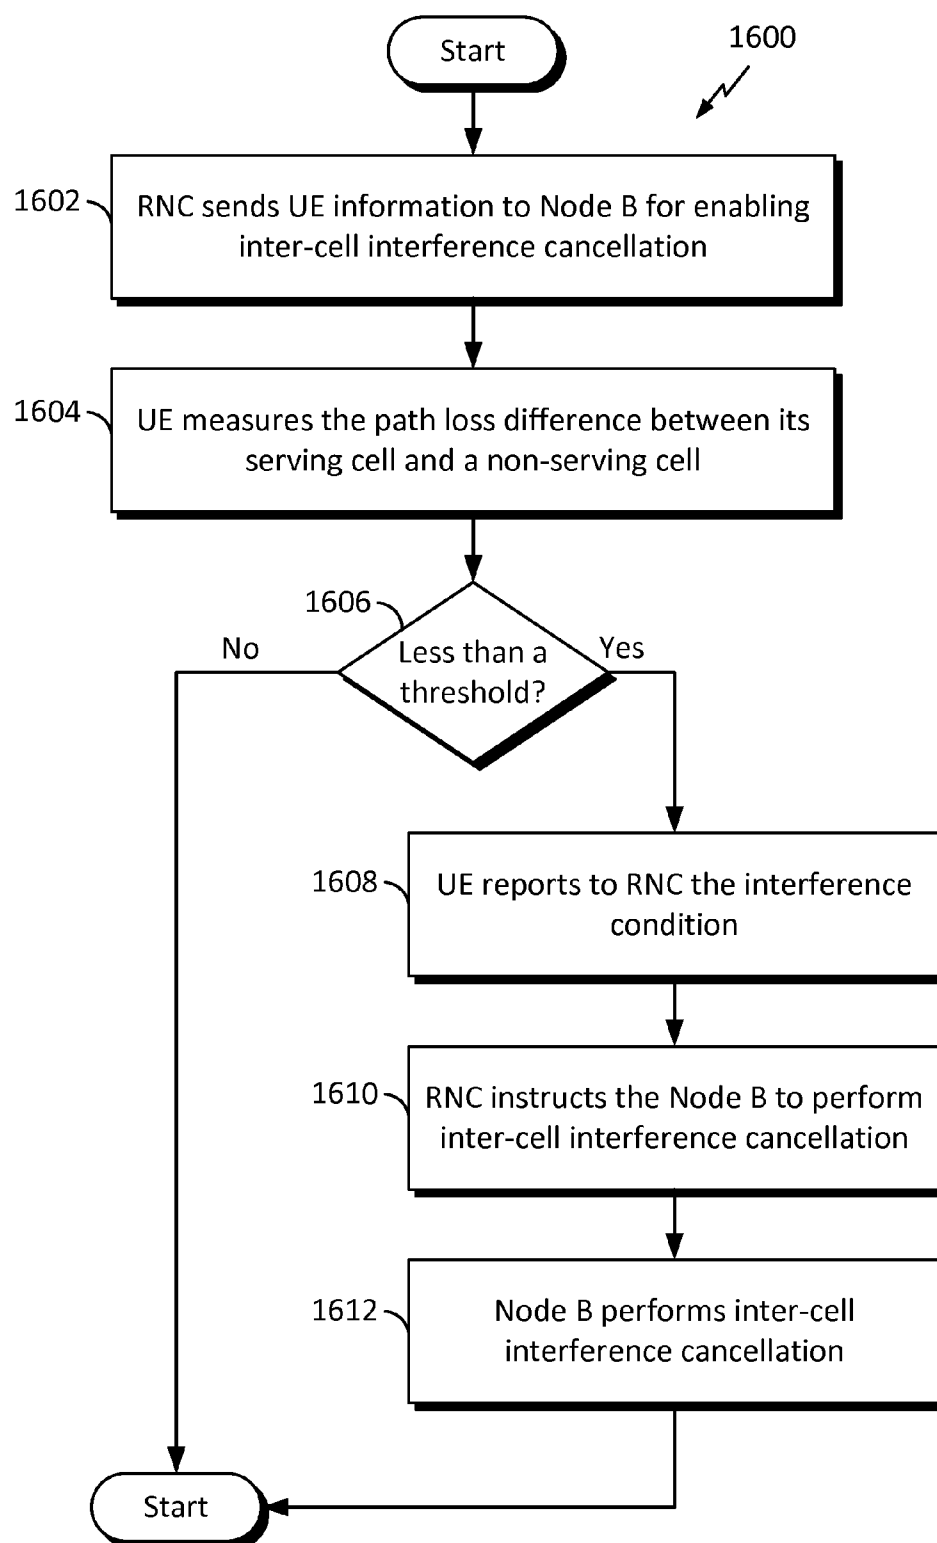 Start
1600
1602
RNC sends UE information to Node B for enabling
inter-cell interference cancellation
1604
UE measures the path loss difference between its
serving cell and a non-serving cell
1606
Less than a
threshold?
No
Yes
1608
UE reports to RNC the interference
condition
1610
RNC instructs the Node B to perform
inter-cell interference cancellation
1612
Node B performs inter-cell
interference cancellation
Start